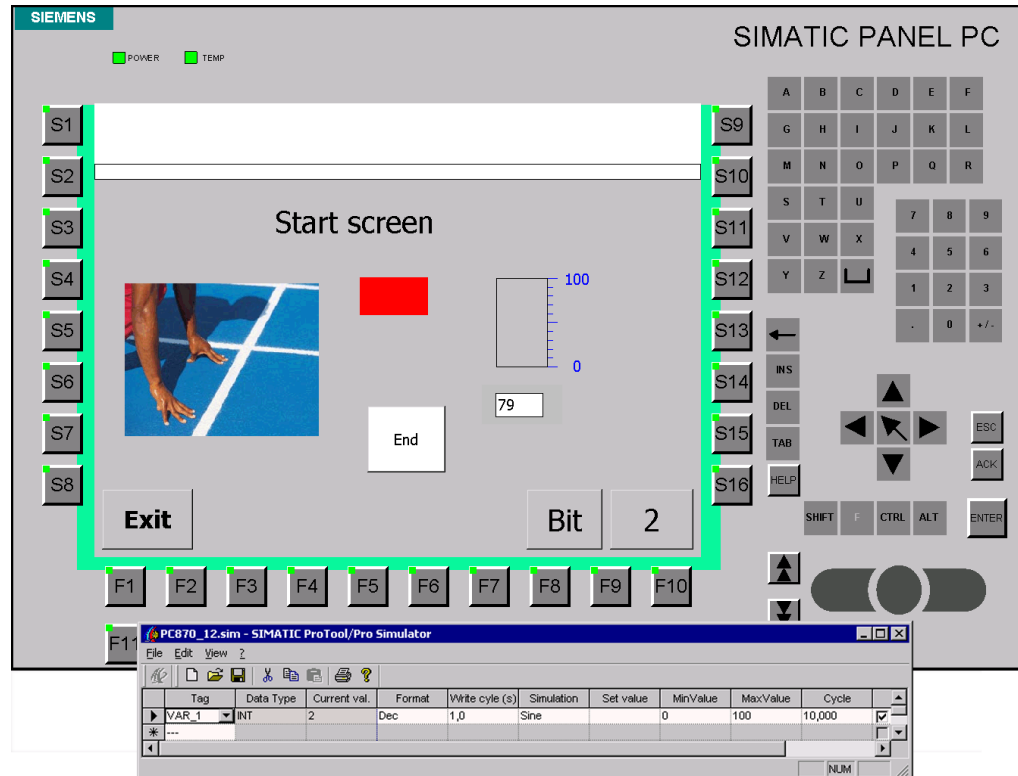 SIEMENS
SIMATIC PANEL PC
POWER TEMP
A B C D E F
S1 S9 G H I J K L
S2 S10 M N O P Q R
S T U
S3 Start screen S11 7 8 9
V W X 4 5 6
S4 100 S12 Y Z 1 2 3
S5 S13 . 0 +/-
0
INS
S6 S14
79 DEL
S7 End S15 TAB ESC
ACK
S8 S16 HELP
Exit Bit 2 SHIFT F CTRL ALT ENTER
F1 F2 F3 F4 F5 F6 F7 F8 F9 F10
F11
PC870_12.sim - SIMATIC ProTool/Pro Simulator
File Edit View ?
Tag Data Type Current val. Format Write cyle (s) Simulation Set value MinValue MaxValue Cycle
VAR_1 INT 2 Dec 1,0 Sine 0 100 10,000
* ---
NUM